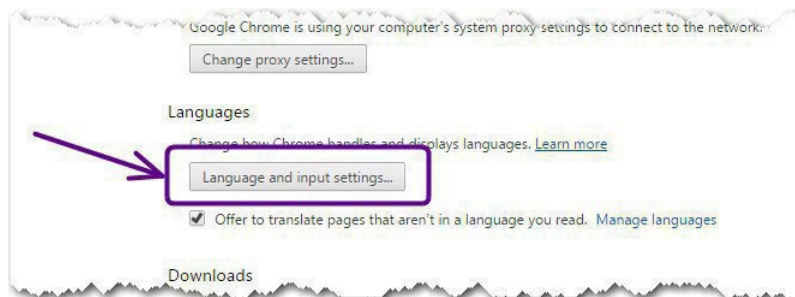 Google Chrome is using your computer's system proxy settings to connect to the network.
Change proxy settings...
Languages
Change how Chrome handles and displays languages. Learn more
Language and input settings...
Offer to translate pages that aren't in a language you read. Manage languages
Downloads